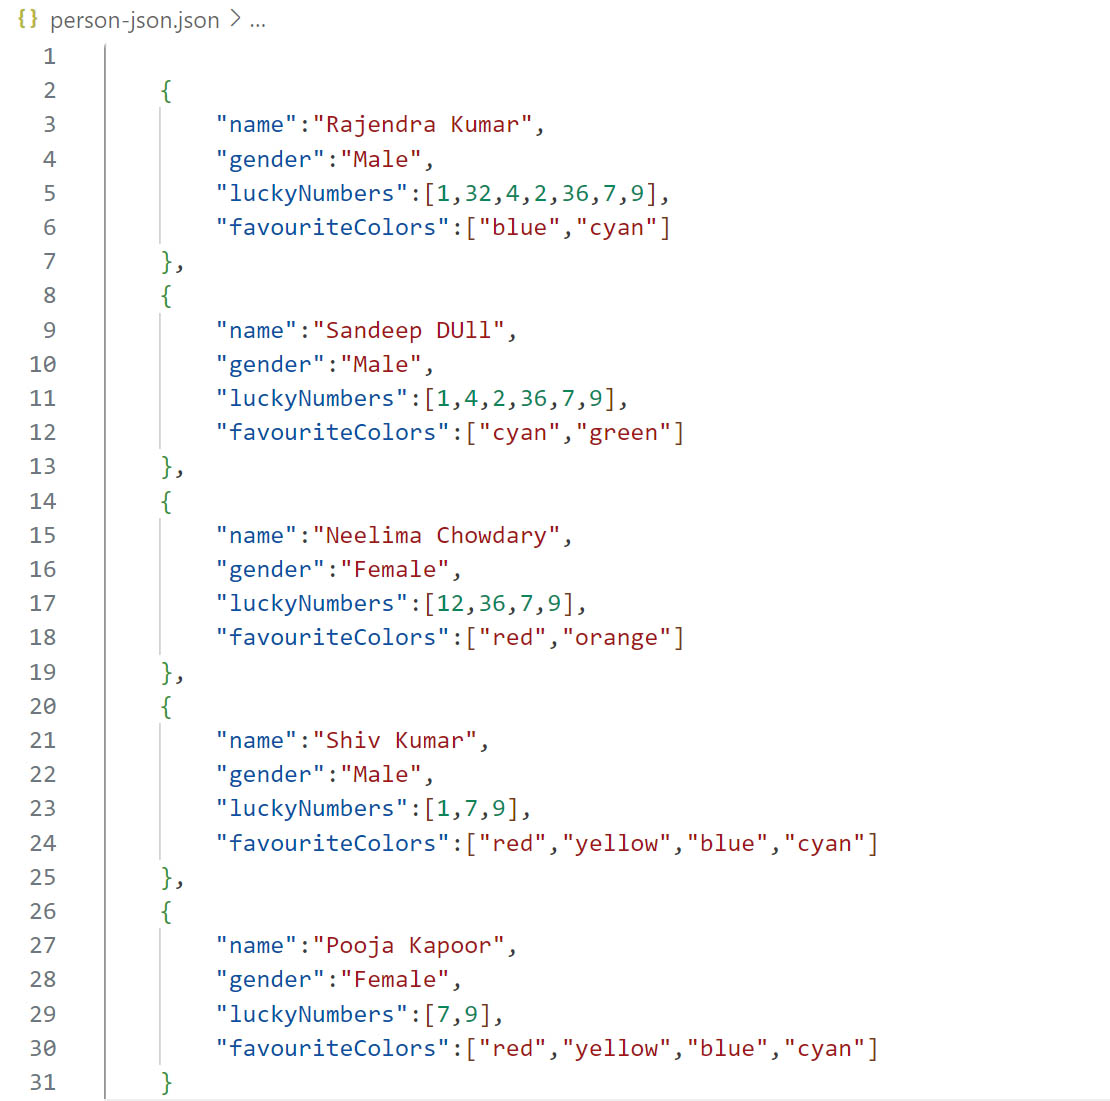 {} person-json.json > ...
1
2 {
3 "name":"Rajendra Kumar",
4 "gender":"Male",
5 "luckyNumbers":[1,32,4,2,36,7,9],
6 "favouriteColors":["blue","cyan"]
7 },
8 {
9 "name":"Sandeep DUll",
10 "gender":"Male",
11 "luckyNumbers":[1,4,2,36,7,9],
12 "favouriteColors":["cyan","green"]
13 },
14 {
15 "name":"Neelima Chowdary",
16 "gender":"Female",
17 "luckyNumbers":[12,36,7,9],
18 "favouriteColors":["red","orange"]
19 },
20 {
21 "name":"Shiv Kumar",
22 "gender":"Male",
23 "luckyNumbers":[1,7,9],
24 "favouriteColors":["red","yellow","blue","cyan"]
25 },
26 {
27 "name":"Pooja Kapoor",
28 "gender":"Female",
29 "luckyNumbers":[7,9],
30 "favouriteColors":["red","yellow","blue","cyan"]
31 }